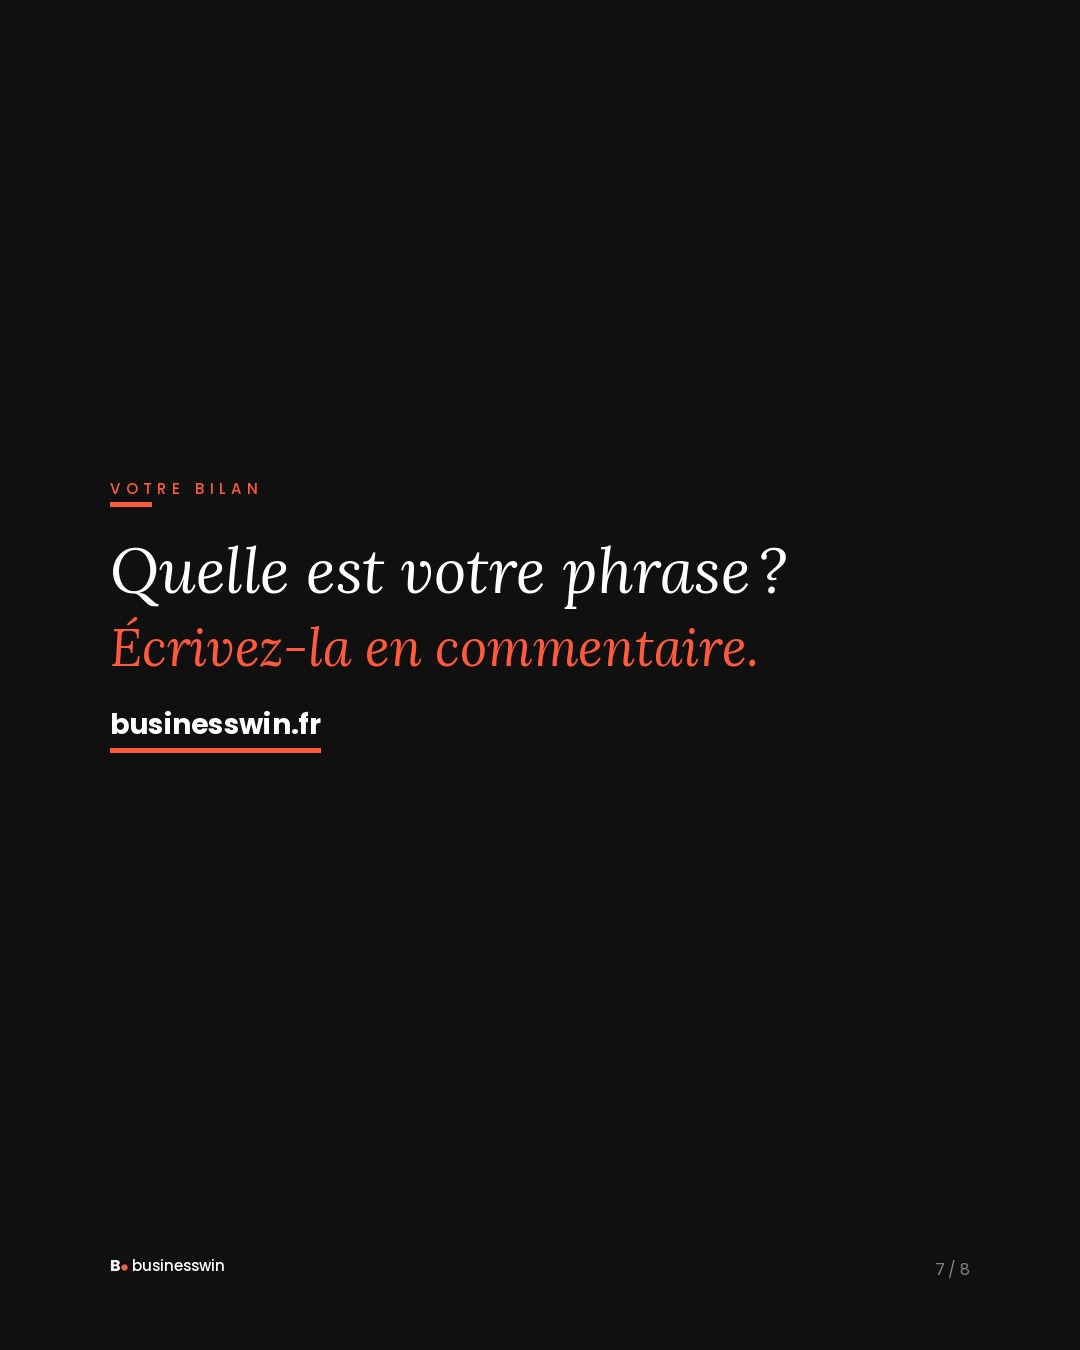 VOTRE BILAN
Quelle est votre phrase ?
Écrivez-la en commentaire.
businesswin.fr
B• businesswin
7 / 8